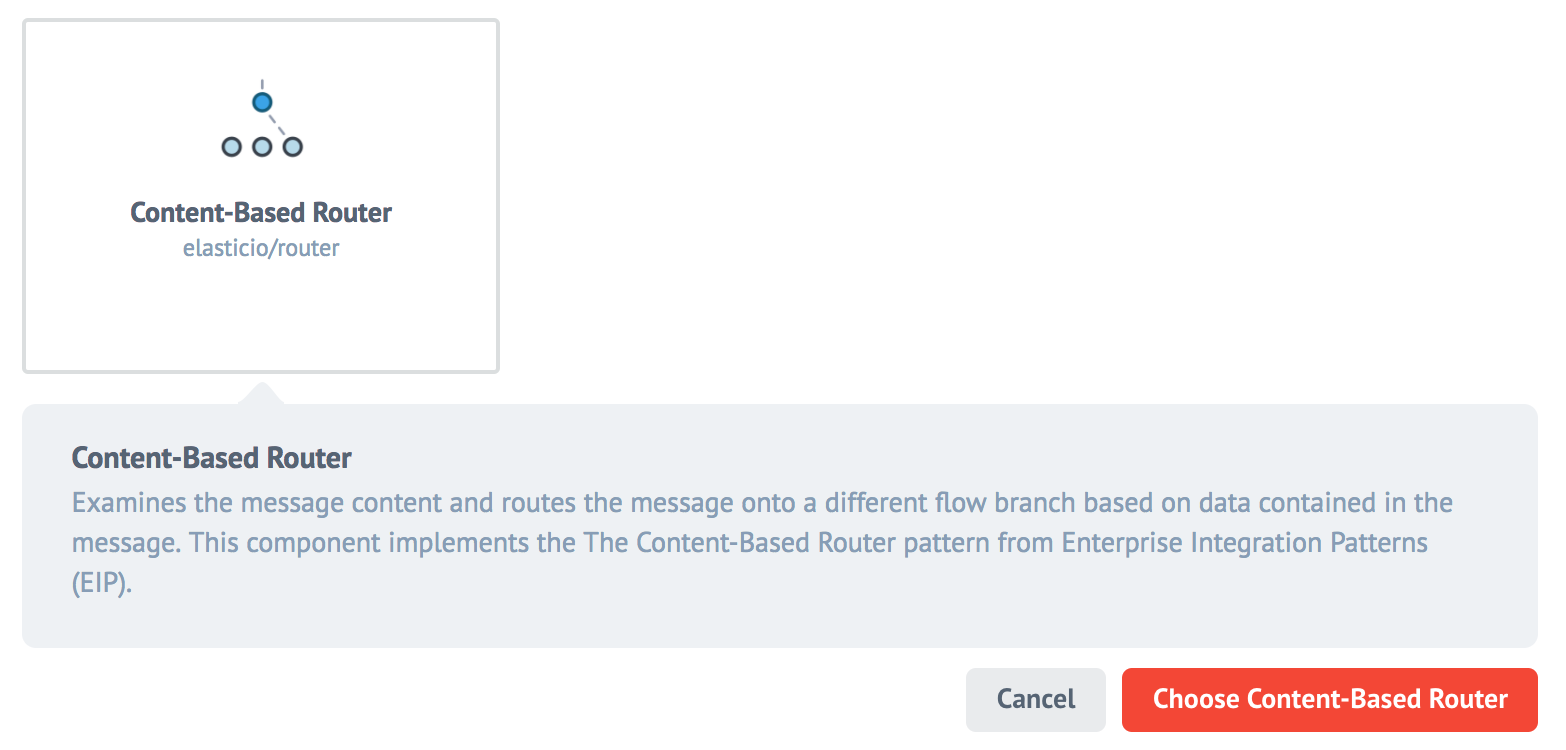 Content-Based Router
elasticio/router
Content-Based Router
Examines the message content and routes the message onto a different flow branch based on data contained in the
message. This component implements the The Content-Based Router pattern from Enterprise Integration Patterns
(EIP).
Cancel
Choose Content-Based Router